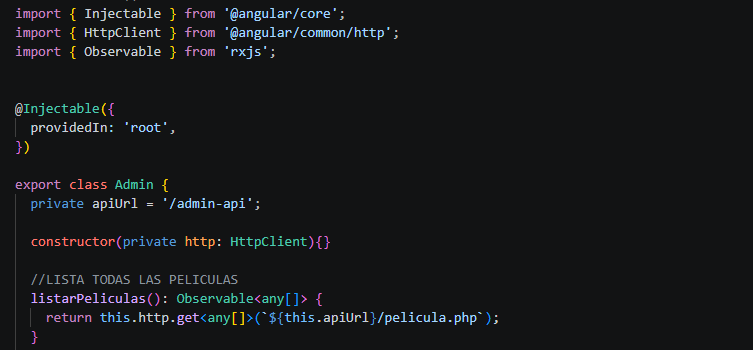 import { Injectable } from '@angular/core';
import { HttpClient } from '@angular/common/http';
import { Observable } from 'rxjs';
@Injectable({
  providedIn: 'root',
})
export class Admin {
  private apiUrl = '/admin-api';
  constructor(private http: HttpClient){}
  //LISTA TODAS LAS PELICULAS
  listarPeliculas(): Observable<any[]> {
    return this.http.get<any[]>(`${this.apiUrl}/pelicula.php`);
  }